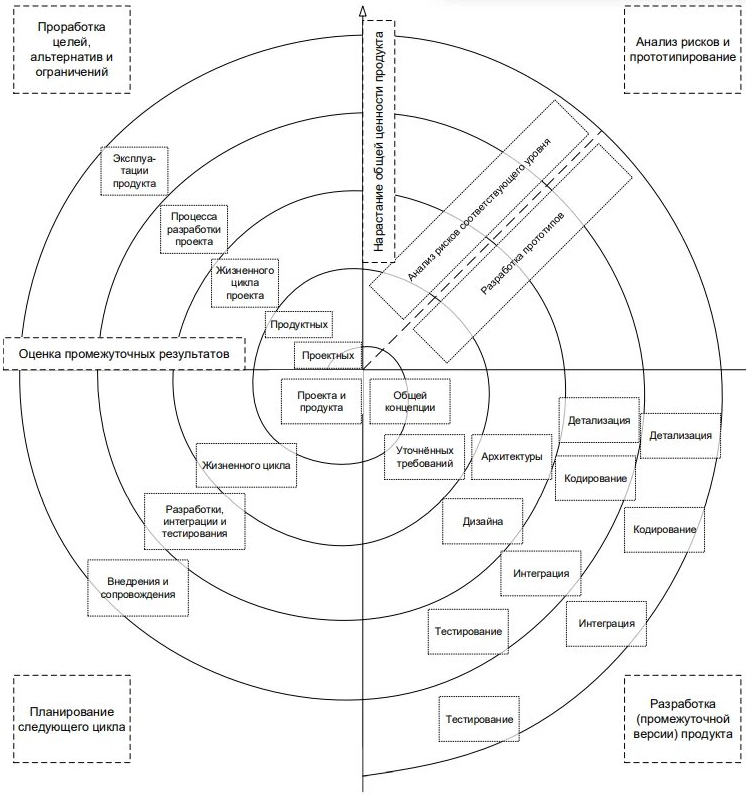 Проработка
целей,
альтернатив и
ограничений
Анализ рисков и
прототипирование
Нарастание общей ценности продукта
Анализ рисков соответствующего уровня
Разработка прототипов
Эксплуа-
тации
продукта
Процесса
разработки
проекта
Жизненного
цикла
проекта
Продуктных
Проектных
Оценка промежуточных результатов
Проекта и
продукта
Общей
концепции
Жизненного цикла
Уточнённых
требований
Архитектуры
Детализация
Детализация
Кодирование
Разработки,
интеграции и
тестирования
Дизайна
Кодирование
Внедрения и
сопровождения
Интеграция
Интеграция
Тестирование
Тестирование
Планирование
следующего цикла
Разработка
(промежуточной
версии) продукта